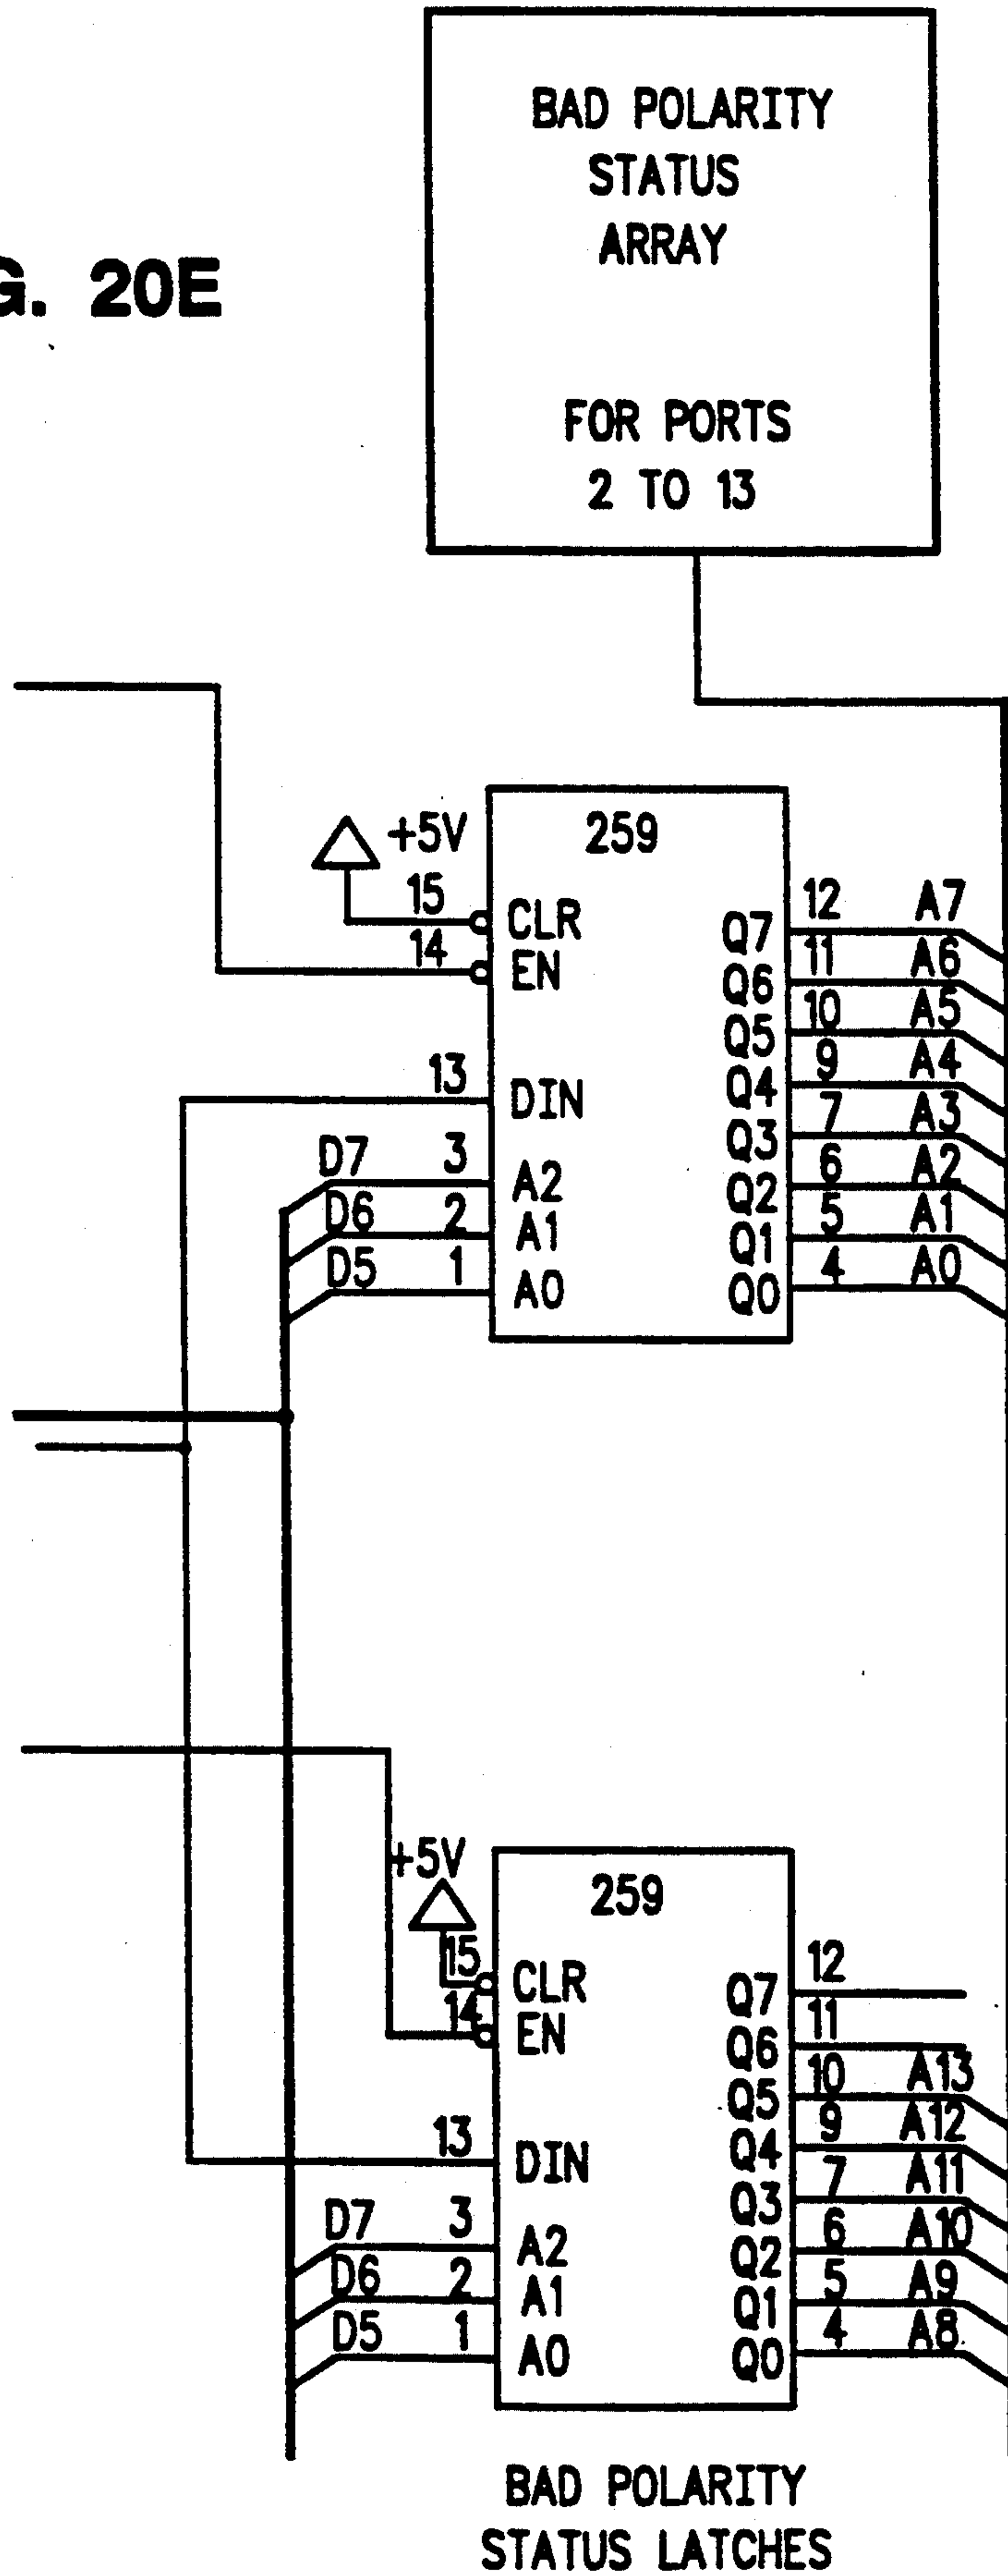 G. 20E
BAD POLARITY
STATUS
ARRAY
FOR PORTS
2 TO 13
+5V
259
15
CLR
14
EN
13
DIN
D7 3 A2
D6 2 A1
D5 1 A0
Q7 12 A7
Q6 11 A6
Q5 10 A5
Q4 9 A4
Q3 7 A3
Q2 6 A2
Q1 5 A1
Q0 4 A0
+5V
259
15
CLR
14
EN
13
DIN
D7 3 A2
D6 2 A1
D5 1 A0
Q7 12
Q6 11
Q5 10 A13
Q4 9 A12
Q3 7 A11
Q2 6 A10
Q1 5 A9
Q0 4 A8
BAD POLARITY
STATUS LATCHES